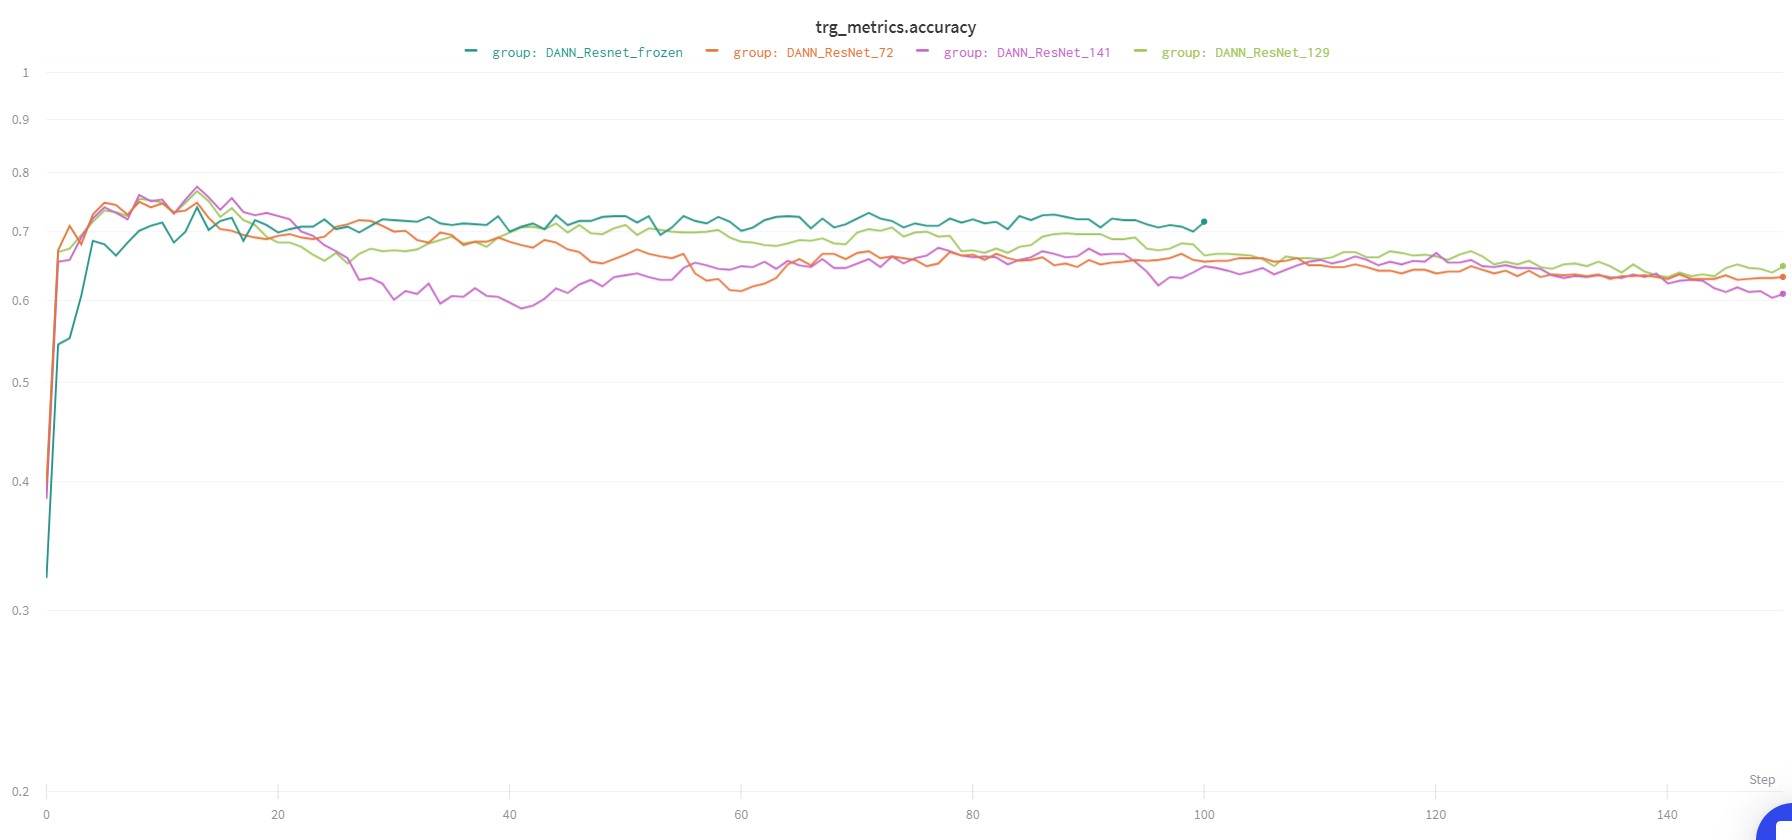 trg_metrics.accuracy
group: DANN_Resnet_frozen group: DANN_ResNet_72 group: DANN_ResNet_141 group: DANN_ResNet_129
1
0.9
0.8
0.7
0.6
0.5
0.4
0.3
0.2
Step
0 20 40 60 80 100 120 140